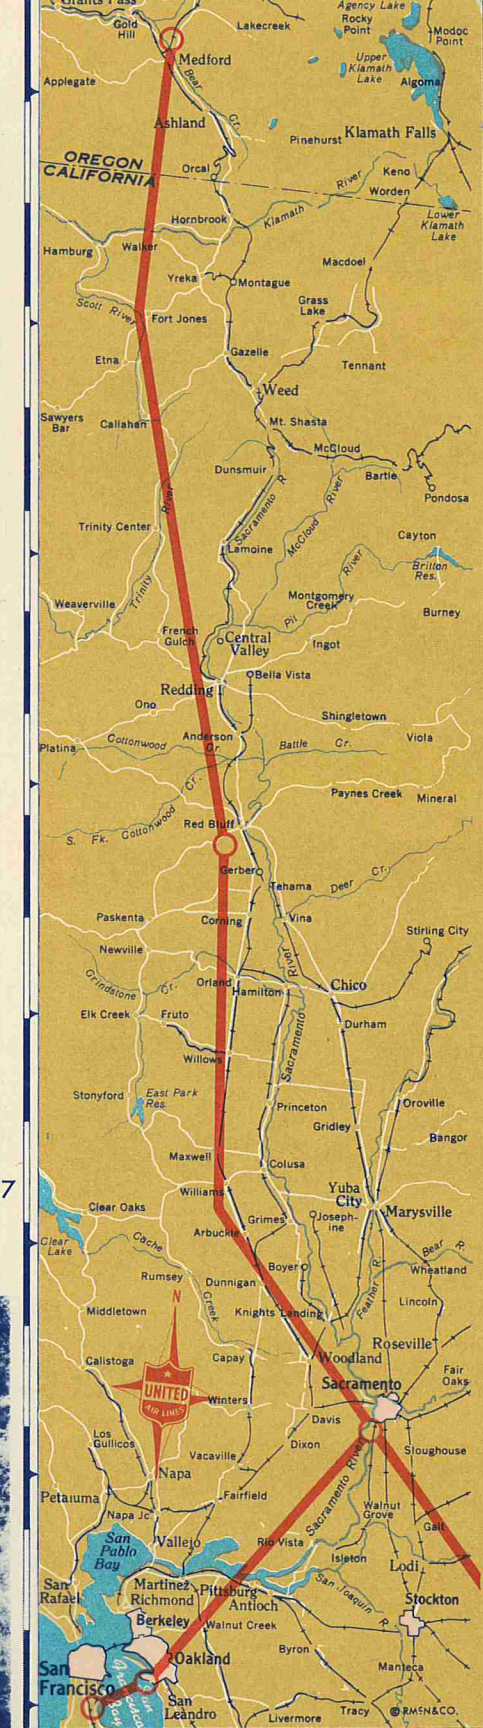 Grants Pass
Agency Lake
Gold
Hill
Lakecreek
Rocky
Point
Modoc
Point
Medford
Upper
Klamath
Lake
Applegate
Bear
Cr.
Algoma
Ashland
Pinehurst
Klamath Falls
OREGON
CALIFORNIA
Orcal
Keno
River
Worden
Klamath
Hornbrook
Lower
Klamath
Lake
Hamburg
Walker
Macdoel
Yreka
Montague
Scott River
Grass
Lake
Fort Jones
Etna
Gazelle
Tennant
Weed
Sawyers
Bar
Callahan
Mt. Shasta
McCloud
Dunsmuir
Bartle
Pondosa
River
Sacramento R
McCloud
River
Trinity Center
Cayton
Lamoine
Britton
Res.
River
Trinity
Weaverville
Montgomery
Creek
Pit
Burney
French
Gulch
Central
Valley
Ingot
Bella Vista
Redding
Ono
Shingletown
Anderson
Viola
Platina
Cottonwood
Cr.
Battle Cr.
Paynes Creek
Mineral
S. Fk. Cottonwood Cr.
Red Bluff
Gerber
Tehama
Deer Cr.
Paskenta
Corning
Vina
Stirling City
Newville
Grindstone
Cr.
Orland
Hamilton
River
Chico
Elk Creek
Fruto
Durham
Sacramento
Willows
Stonyford
East Park
Res.
Princeton
Oroville
Gridley
Bangor
Maxwell
Colusa
7
Williams
Yuba
City
Clear Oaks
Grimes
Joseph-
ine
Marysville
Arbuckle
Clear
Lake
Cache
Bear R.
Boyer
Rumsey
Dunnigan
Wheatland
Feather R.
N
Creek
Middletown
Knights Landing
Lincoln
Roseville
Calistoga
Capay
Woodland
UNITED
AIR LINES
Sacramento
Fair
Oaks
Winters
Davis
Los
Gullicos
Dixon
Sloughouse
Vacaville
Napa
Petaluma
Fairfield
Sacramento River
Walnut
Grove
Napa Jc.
Galt
San
Pablo
Bay
Vallejo
Rio Vista
Isleton
Lodi
San
Rafael
Martinez
Richmond
Pittsburg
Antioch
San Joaquin R.
Stockton
Berkeley
Walnut Creek
Oakland
Byron
San
Francisco
San
Francisco
Bay
Manteca
San
Leandro
Livermore
Tracy
© RMCN & CO.